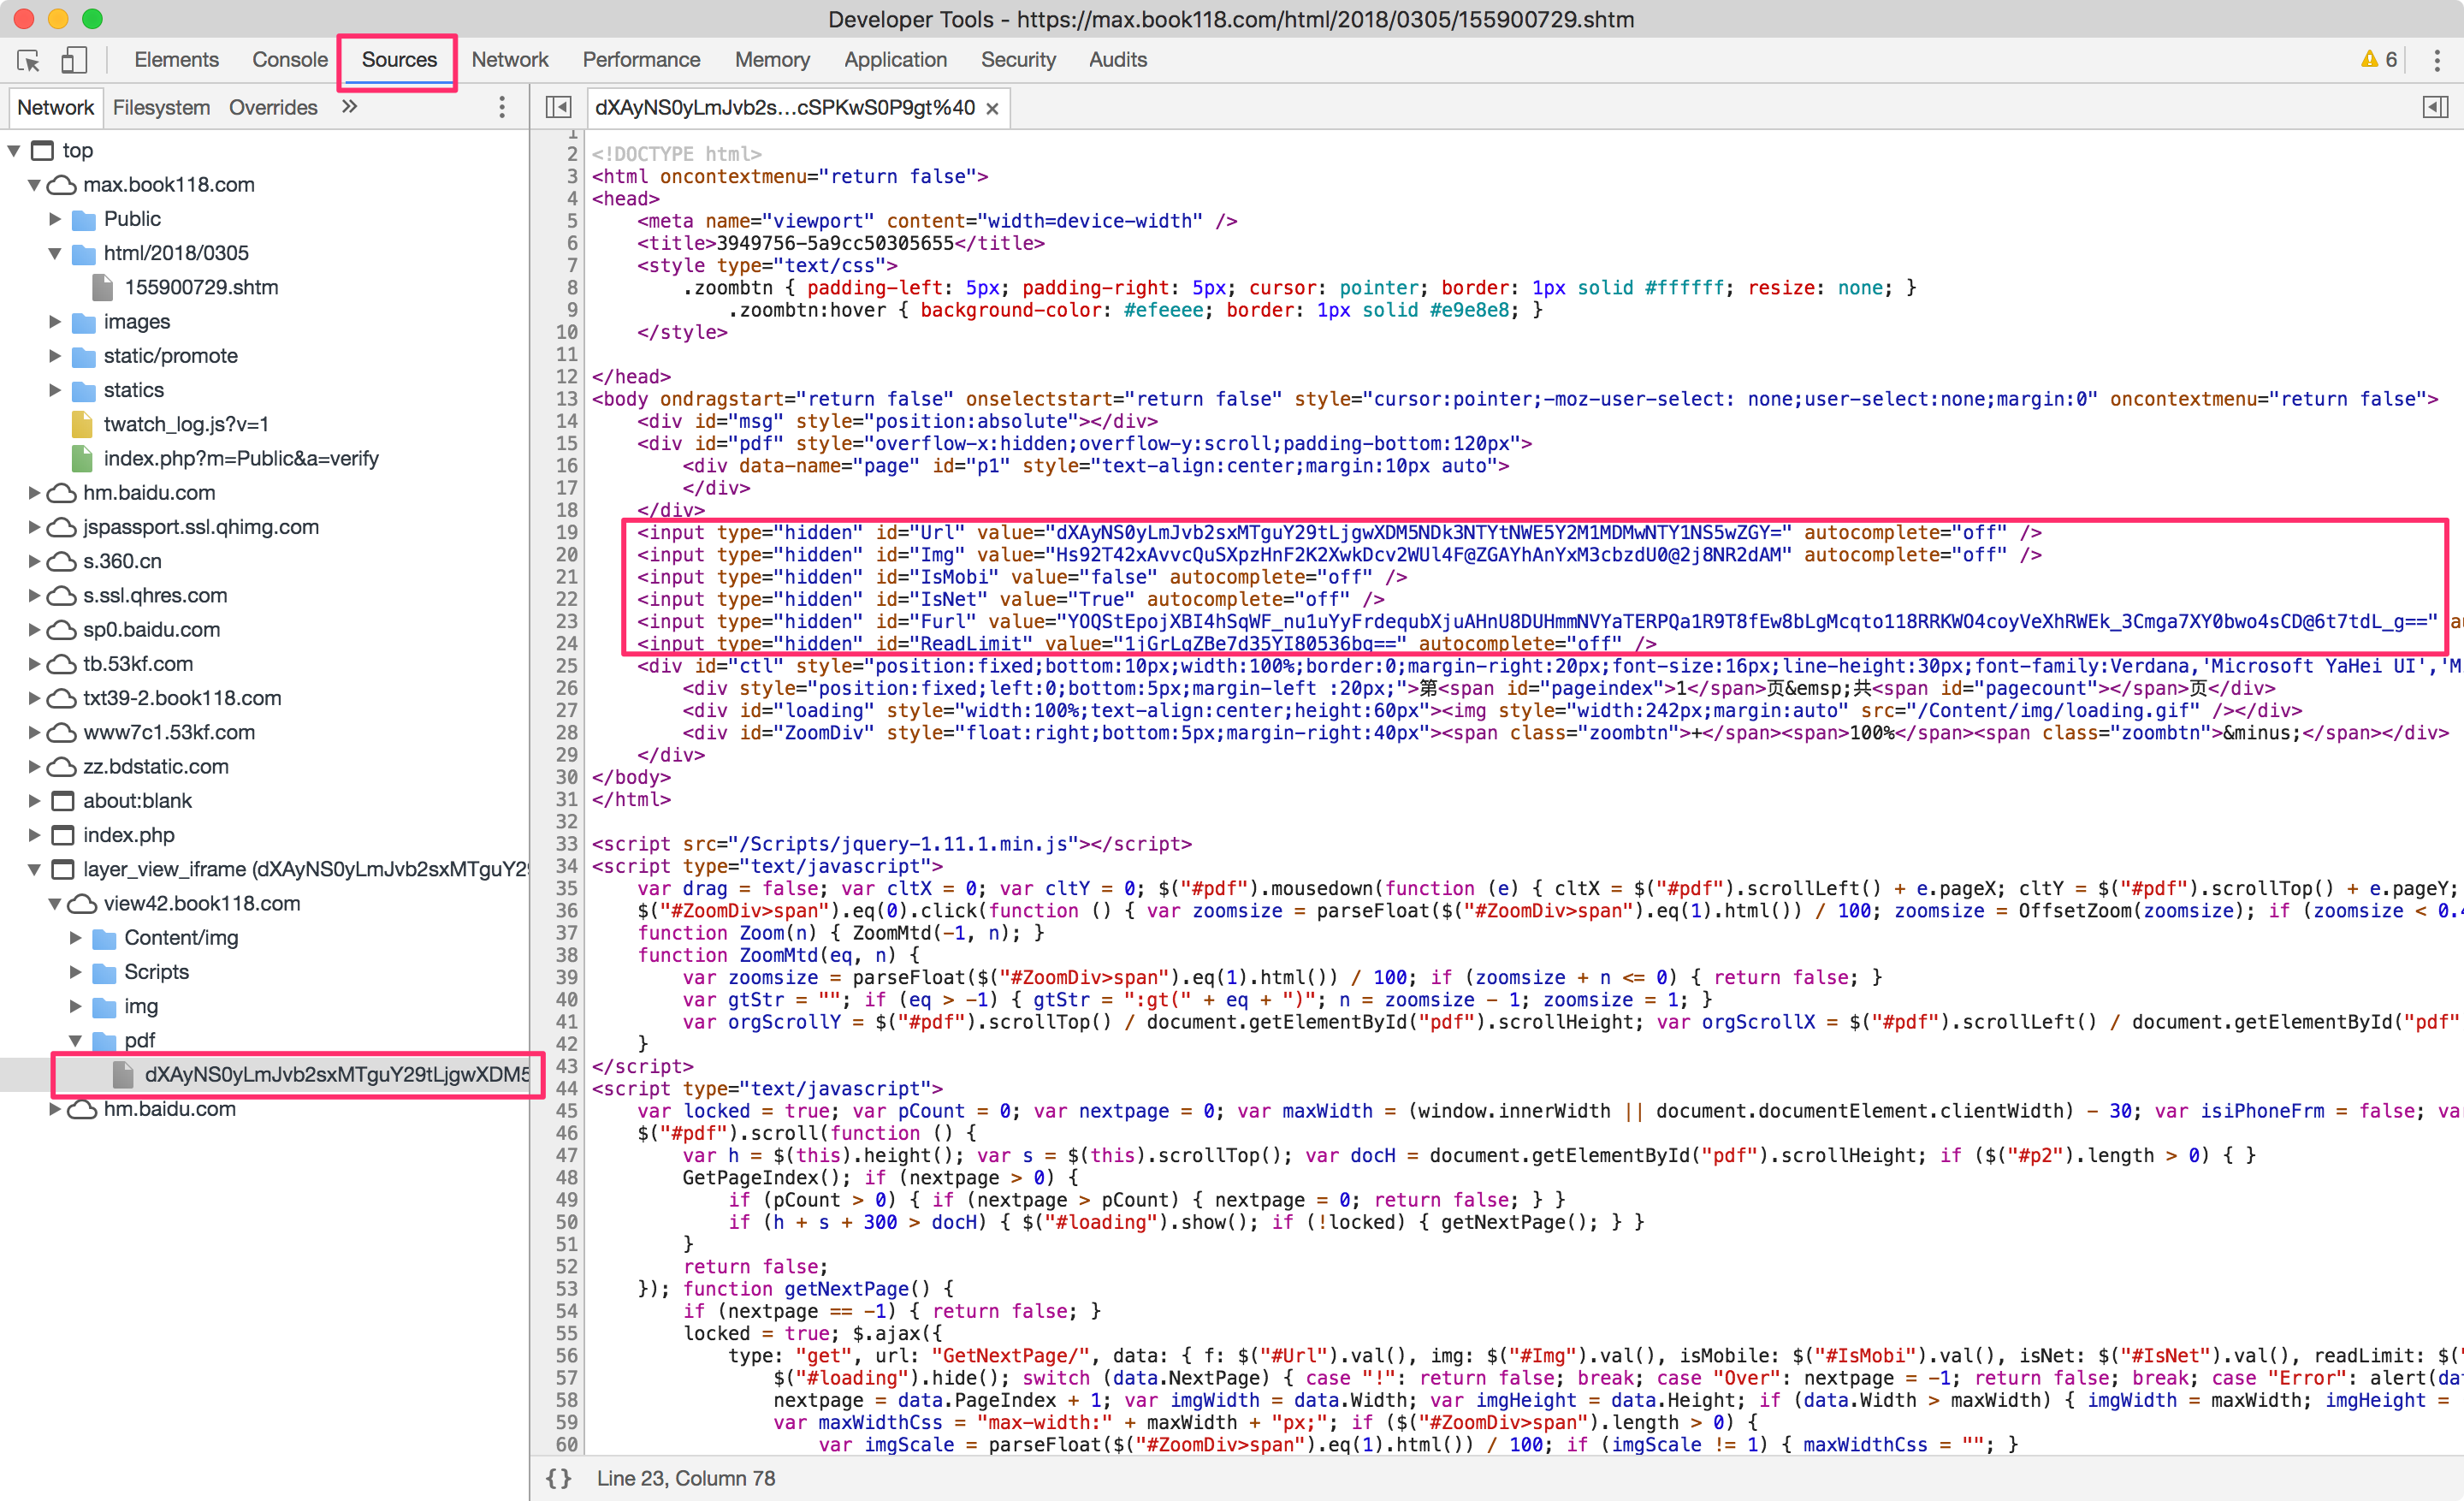 Developer Tools - https://max.book118.com/html/2018/0305/155900729.shtm
Elements Console Sources Network Performance Memory Application Security Audits 6
Network Filesystem Overrides »
top
max.book118.com
Public
html/2018/0305
155900729.shtm
images
static/promote
statics
twatch_log.js?v=1
index.php?m=Public&a=verify
hm.baidu.com
jspassport.ssl.qhimg.com
s.360.cn
s.ssl.qhres.com
sp0.baidu.com
tb.53kf.com
txt39-2.book118.com
www7c1.53kf.com
zz.bdstatic.com
about:blank
index.php
layer_view_iframe (dXAyNS0yLmJvb2sxMTguY29
view42.book118.com
Content/img
Scripts
img
pdf
dXAyNS0yLmJvb2sxMTguY29tLjgwXDM5
hm.baidu.com
dXAyNS0yLmJvb2s...cSPKwS0P9gt%40 ×
1
2 <!DOCTYPE html>
3 <html oncontextmenu="return false">
4 <head>
5 <meta name="viewport" content="width=device-width" />
6 <title>3949756-5a9cc50305655</title>
7 <style type="text/css">
8 .zoombtn { padding-left: 5px; padding-right: 5px; cursor: pointer; border: 1px solid #ffffff; resize: none; }
9 .zoombtn:hover { background-color: #efeeee; border: 1px solid #e9e8e8; }
10 </style>
11
12 </head>
13 <body ondragstart="return false" onselectstart="return false" style="cursor:pointer;-moz-user-select: none;user-select:none;margin:0" oncontextmenu="return false">
14 <div id="msg" style="position:absolute"></div>
15 <div id="pdf" style="overflow-x:hidden;overflow-y:scroll;padding-bottom:120px">
16 <div data-name="page" id="p1" style="text-align:center;margin:10px auto">
17 </div>
18 </div>
19 <input type="hidden" id="Url" value="dXAyNS0yLmJvb2sxMTguY29tLjgwXDM5NDk3NTYtNWE5Y2M1MDMwNTY1NS5wZGY=" autocomplete="off" />
20 <input type="hidden" id="Img" value="Hs92T42xAvvcQuSXpzHnF2K2XwkDcv2WUl4F@ZGAYhAnYxM3cbzdU0@2j8NR2dAM" autocomplete="off" />
21 <input type="hidden" id="IsMobi" value="false" autocomplete="off" />
22 <input type="hidden" id="IsNet" value="True" autocomplete="off" />
23 <input type="hidden" id="Furl" value="YOQStEpojXBI4hSqWF_nu1uYyFrdequbXjuAHnU8DUHmmNVYaTERPQa1R9T8fEw8bLgMcqto118RRKWO4coyVeXhRWEk_3Cmga7XY0bwo4sCD@6t7tdL_g==" au
24 <input type="hidden" id="ReadLimit" value="1jGrLqZBe7d35YI80536bg==" autocomplete="off" />
25 <div id="ctl" style="position:fixed;bottom:10px;width:100%;border:0;margin-right:20px;font-size:16px;line-height:30px;font-family:Verdana,'Microsoft YaHei UI','M
26 <div style="position:fixed;left:0;bottom:5px;margin-left :20px;">第<span id="pageindex">1</span>页&emsp;共<span id="pagecount"></span>页</div>
27 <div id="loading" style="width:100%;text-align:center;height:60px"><img style="width:242px;margin:auto" src="/Content/img/loading.gif" /></div>
28 <div id="ZoomDiv" style="float:right;bottom:5px;margin-right:40px"><span class="zoombtn">+</span><span>100%</span><span class="zoombtn">&minus;</span></div>
29 </div>
30 </body>
31 </html>
32
33 <script src="/Scripts/jquery-1.11.1.min.js"></script>
34 <script type="text/javascript">
35 var drag = false; var cltX = 0; var cltY = 0; $("#pdf").mousedown(function (e) { cltX = $("#pdf").scrollLeft() + e.pageX; cltY = $("#pdf").scrollTop() + e.pageY;
36 $("#ZoomDiv>span").eq(0).click(function () { var zoomsize = parseFloat($("#ZoomDiv>span").eq(1).html()) / 100; zoomsize = OffsetZoom(zoomsize); if (zoomsize < 0.4
37 function Zoom(n) { ZoomMtd(-1, n); }
38 function ZoomMtd(eq, n) {
39 var zoomsize = parseFloat($("#ZoomDiv>span").eq(1).html()) / 100; if (zoomsize + n <= 0) { return false; }
40 var gtStr = ""; if (eq > -1) { gtStr = ":gt(" + eq + ")"; n = zoomsize - 1; zoomsize = 1; }
41 var orgScrollY = $("#pdf").scrollTop() / document.getElementById("pdf").scrollHeight; var orgScrollX = $("#pdf").scrollLeft() / document.getElementById("pdf"
42 }
43 </script>
44 <script type="text/javascript">
45 var locked = true; var pCount = 0; var nextpage = 0; var maxWidth = (window.innerWidth || document.documentElement.clientWidth) - 30; var isiPhoneFrm = false; va
46 $("#pdf").scroll(function () {
47 var h = $(this).height(); var s = $(this).scrollTop(); var docH = document.getElementById("pdf").scrollHeight; if ($("#p2").length > 0) { }
48 GetPageIndex(); if (nextpage > 0) {
49 if (pCount > 0) { if (nextpage > pCount) { nextpage = 0; return false; } }
50 if (h + s + 300 > docH) { $("#loading").show(); if (!locked) { getNextPage(); } }
51 }
52 return false;
53 }); function getNextPage() {
54 if (nextpage == -1) { return false; }
55 locked = true; $.ajax({
56 type: "get", url: "GetNextPage/", data: { f: $("#Url").val(), img: $("#Img").val(), isMobile: $("#IsMobi").val(), isNet: $("#IsNet").val(), readLimit: $("
57 $("#loading").hide(); switch (data.NextPage) { case "!": return false; break; case "Over": nextpage = -1; return false; break; case "Error": alert(dat
58 nextpage = data.PageIndex + 1; var imgWidth = data.Width; var imgHeight = data.Height; if (data.Width > maxWidth) { imgWidth = maxWidth; imgHeight =
59 var maxWidthCss = "max-width:" + maxWidth + "px;"; if ($("#ZoomDiv>span").length > 0) {
60 var imgScale = parseFloat($("#ZoomDiv>span").eq(1).html()) / 100; if (imgScale != 1) { maxWidthCss = ""; }
{} Line 23, Column 78